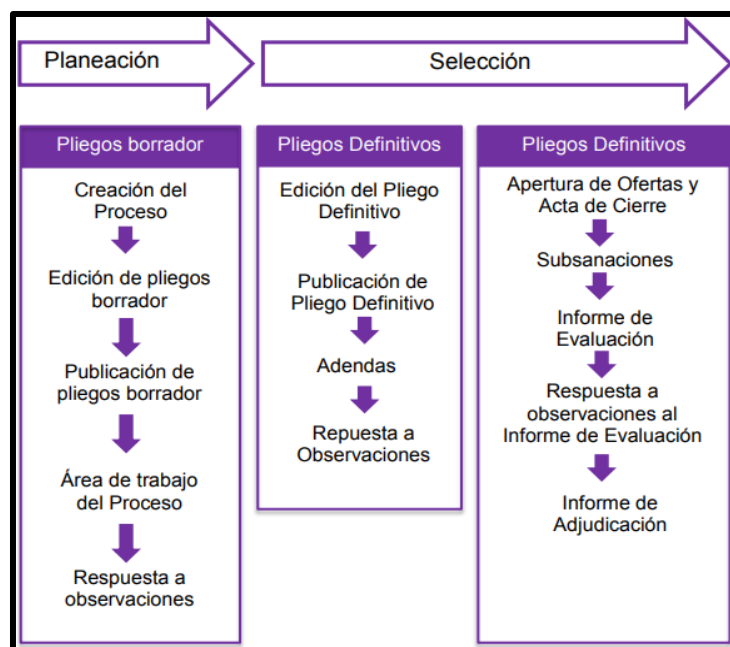 Planeación
Selección
Pliegos borrador
Creación del
Proceso
Edición de pliegos
borrador
Publicación de
pliegos borrador
Área de trabajo
del Proceso
Respuesta a
observaciones
Pliegos Definitivos
Edición del Pliego
Definitivo
Publicación de
Pliego Definitivo
Adendas
Repuesta a
Observaciones
Pliegos Definitivos
Apertura de Ofertas y
Acta de Cierre
Subsanaciones
Informe de
Evaluación
Respuesta a
observaciones al
Informe de Evaluación
Informe de
Adjudicación